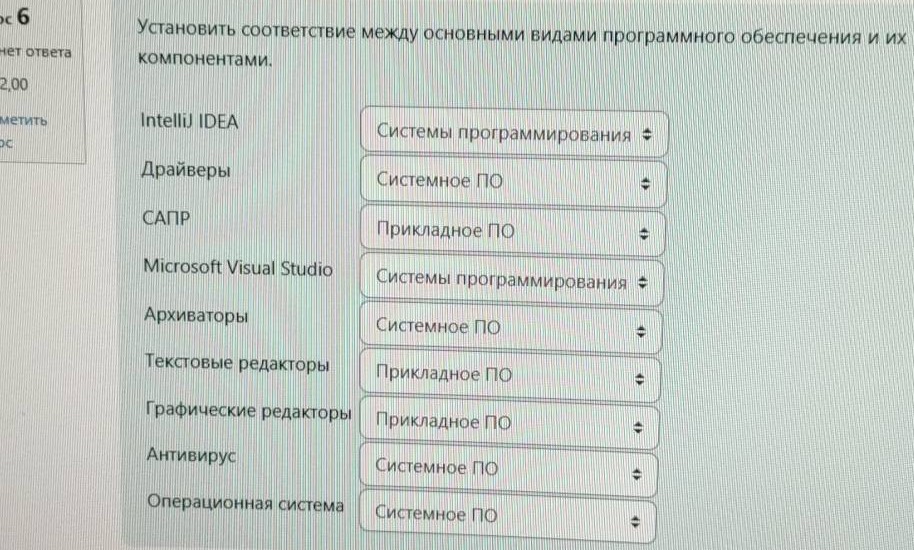 6
нет ответа
2,00
Установить соответствие между основными видами программного обеспечения и их
компонентами.
IntelliJ IDEA Системы программирования
Драйверы Системное ПО
САПР Прикладное ПО
Microsoft Visual Studio Системы программирования
Архиваторы Системное ПО
Текстовые редакторы Прикладное ПО
Графические редакторы Прикладное ПО
Антивирус Системное ПО
Операционная система Системное ПО